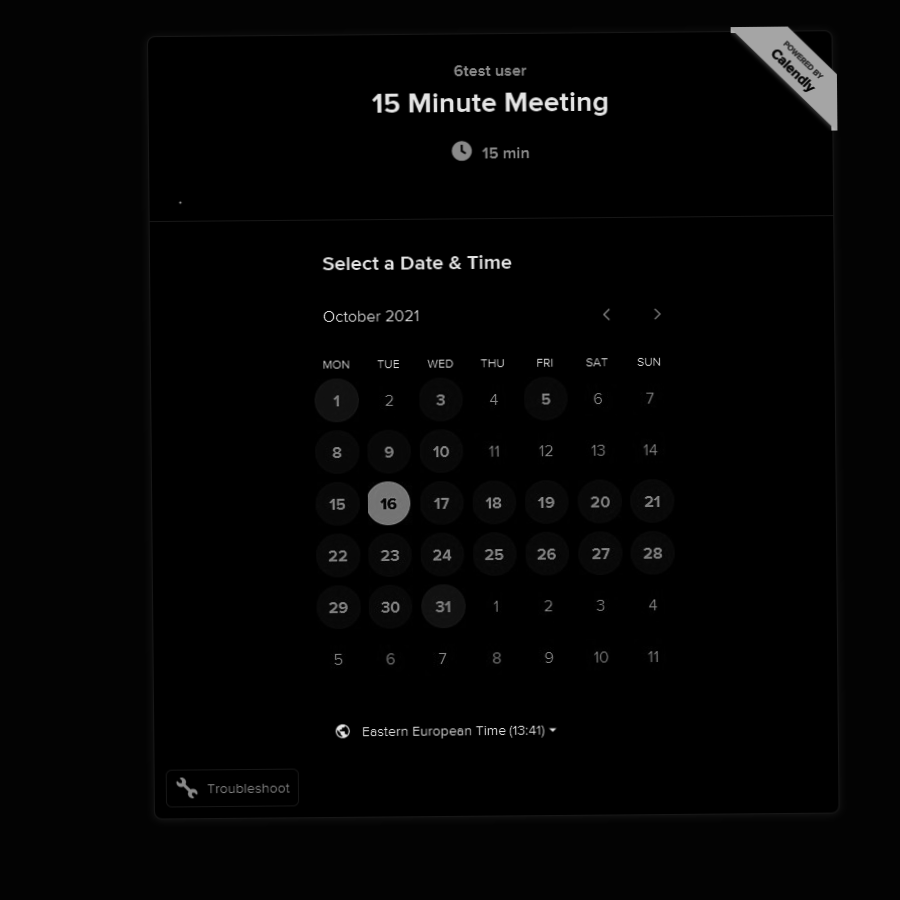 POWERED BY
Calendly
6test user
15 Minute Meeting
15 min
.
Select a Date & Time
October 2021
MON TUE WED THU FRI SAT SUN
1 2 3 4 5 6 7
8 9 10 11 12 13 14
15 16 17 18 19 20 21
22 23 24 25 26 27 28
29 30 31 1 2 3 4
5 6 7 8 9 10 11
Eastern European Time (13:41)
Troubleshoot